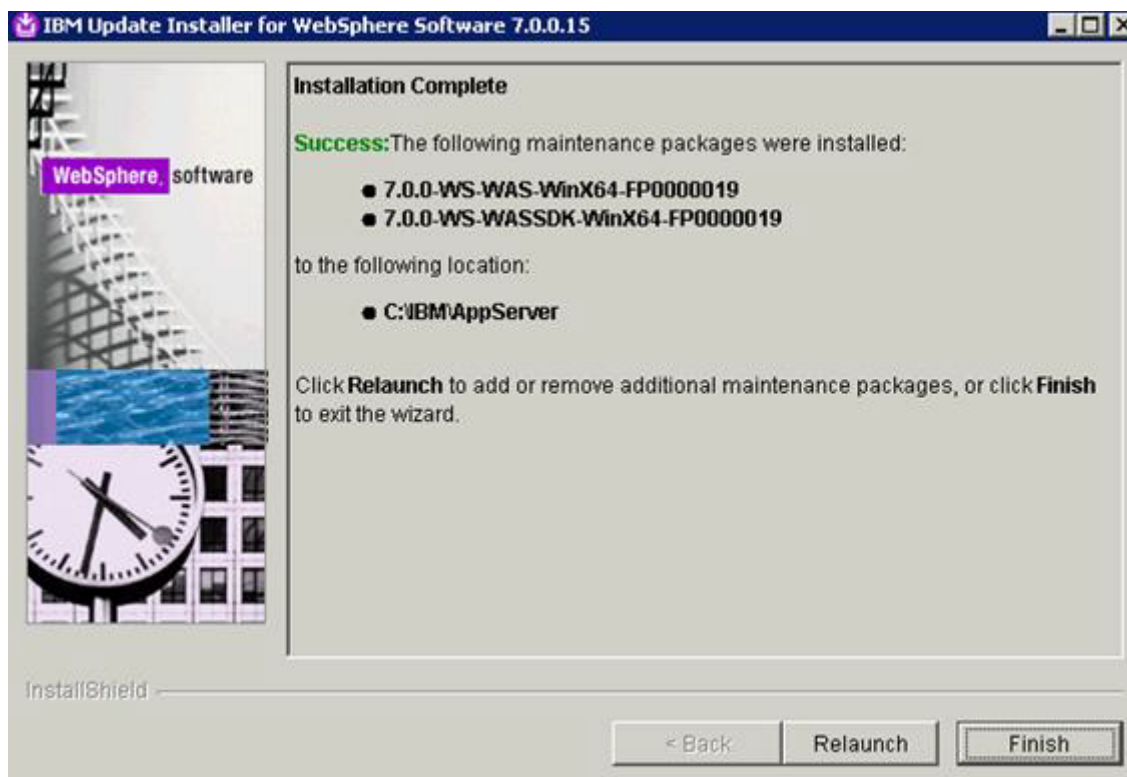 IBM Update Installer for WebSphere Software 7.0.0.15
Installation Complete
Success:The following maintenance packages were installed:
● 7.0.0-WS-WAS-WinX64-FP0000019
● 7.0.0-WS-WASSDK-WinX64-FP0000019
to the following location:
● C:\IBM\AppServer
Click Relaunch to add or remove additional maintenance packages, or click Finish
to exit the wizard.
WebSphere. software
InstallShield
< Back
Relaunch
Finish